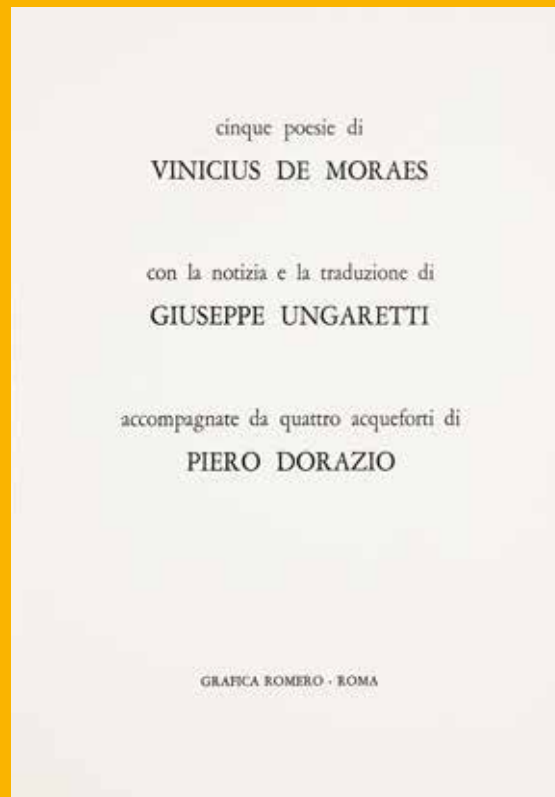 cinque poesie di
VINICIUS DE MORAES
con la notizia e la traduzione di
GIUSEPPE UNGARETTI
accompagnate da quattro acqueforti di
PIERO DORAZIO
GRAFICA ROMERO - ROMA